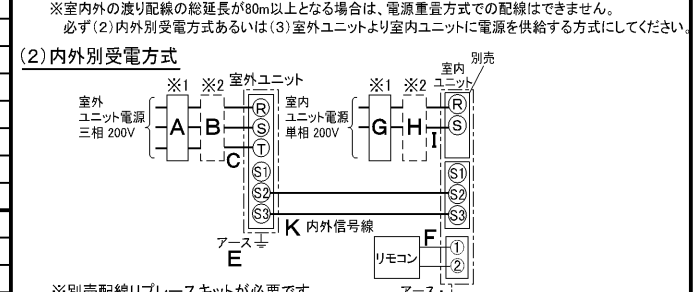 ※室内外の渡り配線の総延長が80m以上となる場合は、電源重畳方式での配線はできません。
必ず(2)内外別受電方式あるいは(3)室外ユニットより室内ユニットに電源を供給する方式にしてください。
(2)内外別受電方式
別売
※1 ※2 室外ユニット
※1 ※2 室内ユニット
室外
ユニット電源
三相 200V
A B C
R
S
T
S1
S2
S3
室内
ユニット電源
単相 200V
G H I
R
S
S1
S2
S3
K 内外信号線
アース
E
リモコン
F
①
②
※別売配線リプレースキットが必要です
アース